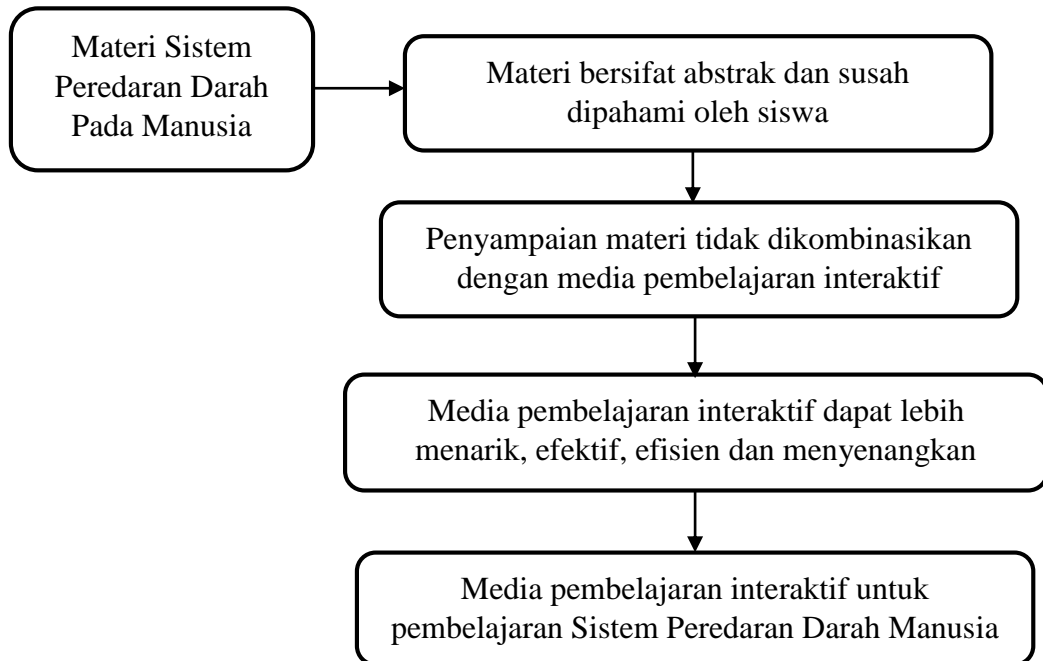 Materi Sistem
Peredaran Darah
Pada Manusia
Materi bersifat abstrak dan susah
dipahami oleh siswa
Penyampaian materi tidak dikombinasikan
dengan media pembelajaran interaktif
Media pembelajaran interaktif dapat lebih
menarik, efektif, efisien dan menyenangkan
Media pembelajaran interaktif untuk
pembelajaran Sistem Peredaran Darah Manusia